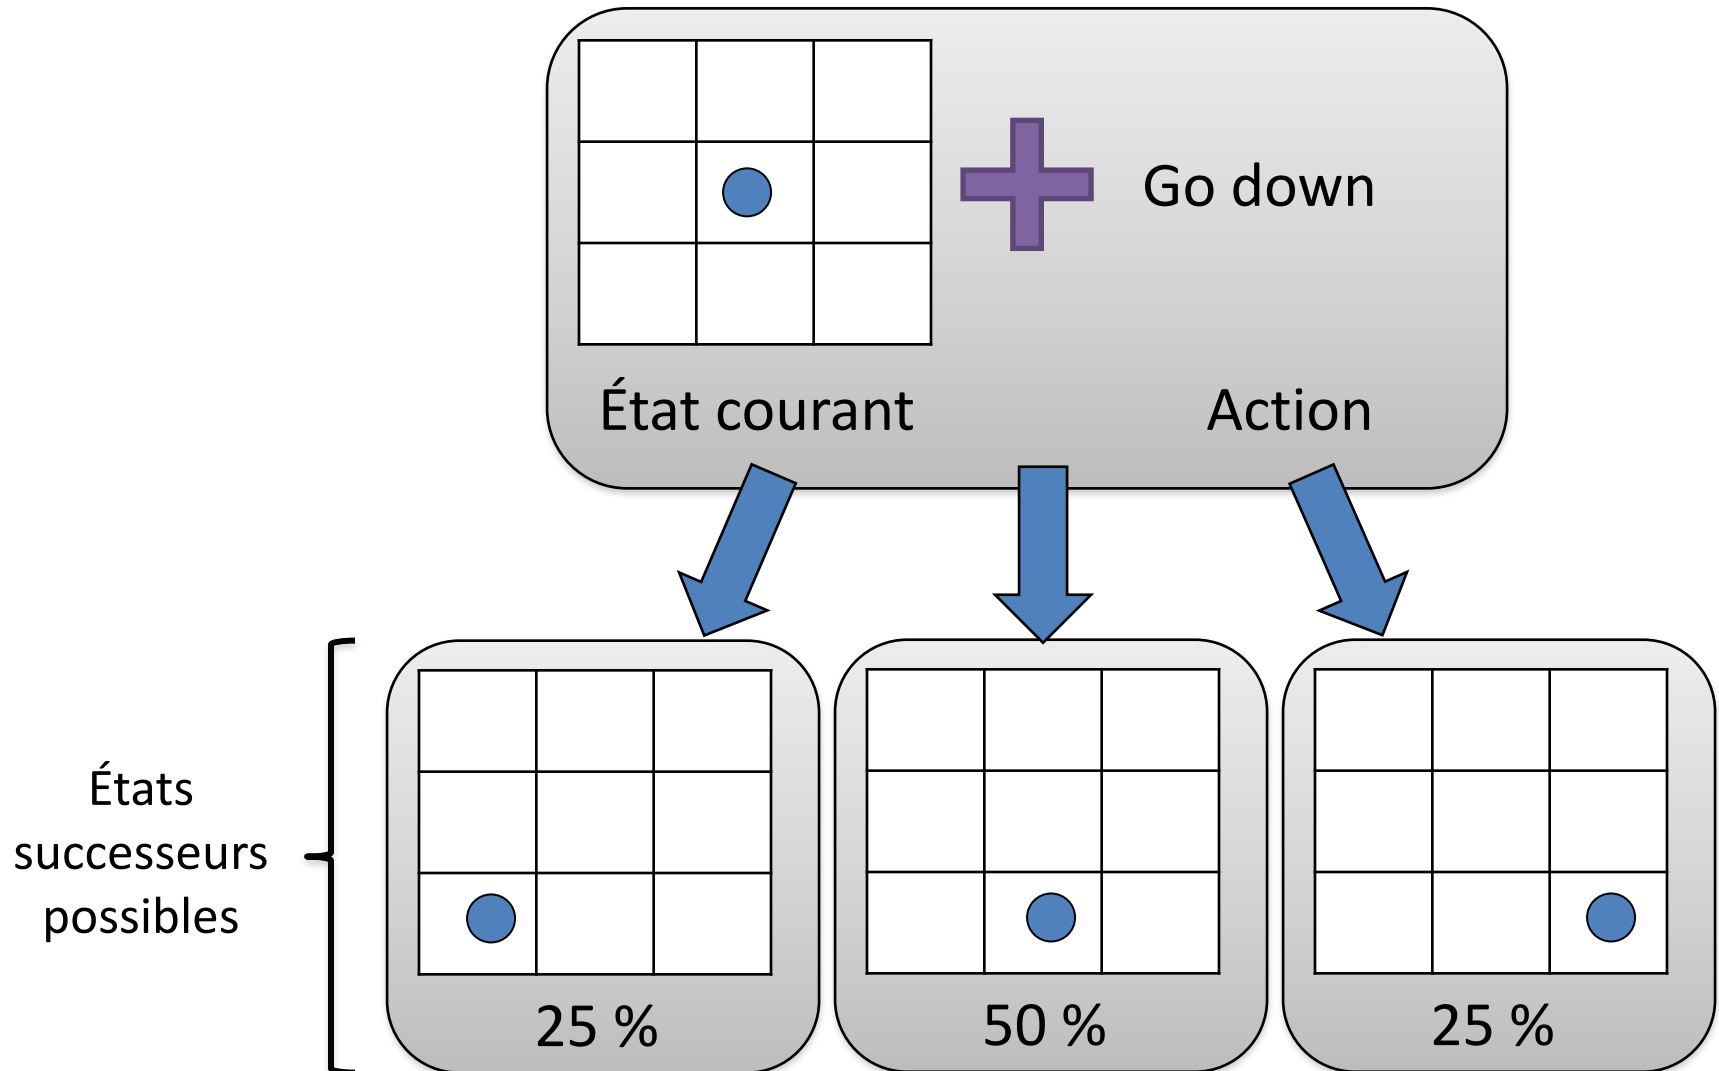 Go down
État courant
Action
États
successeurs
possibles
25 %
50 %
25 %